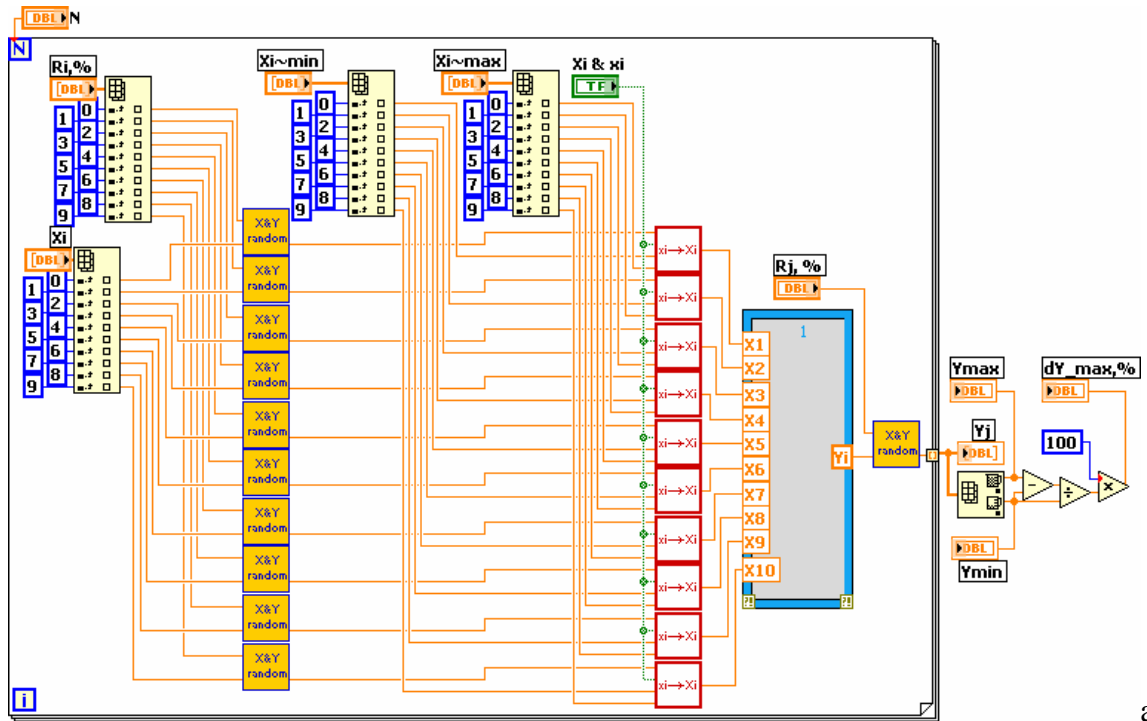 DBL N
N
Ri,% Xi~min Xi~max Xi & xi
[DBL] [DBL] [DBL] TF
0 0 0
1 1 1
2 2 2
3 3 3
4 4 4
5 5 5
6 6 6
7 7 7
8 8 8
9 9 9
Xi
[DBL]
0
1
2
3
4
5
6
7
8
9
X&Y random
X&Y random
X&Y random
X&Y random
X&Y random
X&Y random
X&Y random
X&Y random
X&Y random
X&Y random
xi→Xi
xi→Xi
xi→Xi
xi→Xi
xi→Xi
xi→Xi
xi→Xi
xi→Xi
xi→Xi
xi→Xi
Rj, %
DBL
1
X1
X2
X3
X4
X5
X6
X7
X8
X9
X10
?! ?!
Yi
X&Y random
Ymax dY_max,%
DBL DBL
Yj
DBL]
100
- ÷ ×
DBL
Ymin
i
a